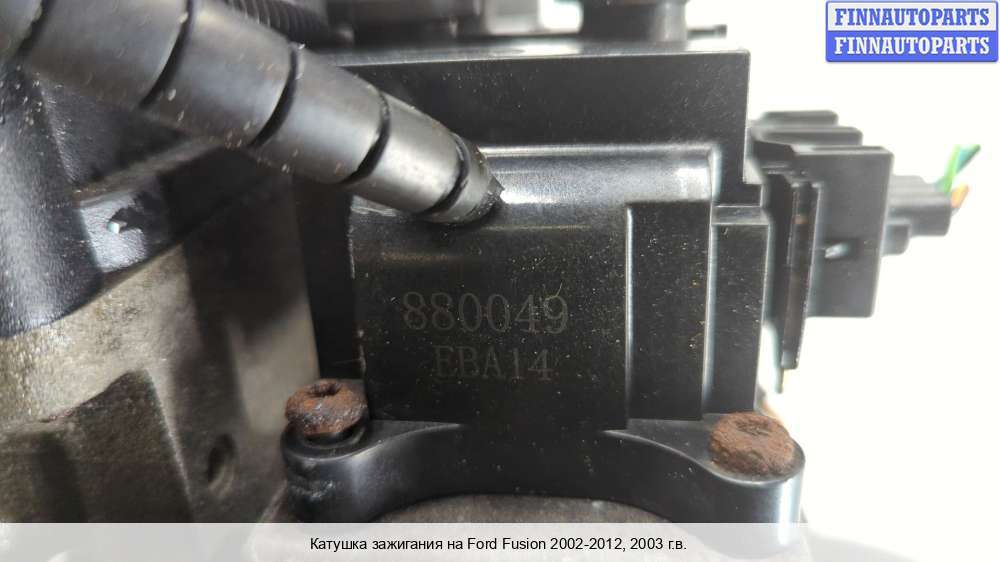 FINNAUTOPARTS
FINNAUTOPARTS
880049
EBA14
Катушка зажигания на Ford Fusion 2002-2012, 2003 г.в.